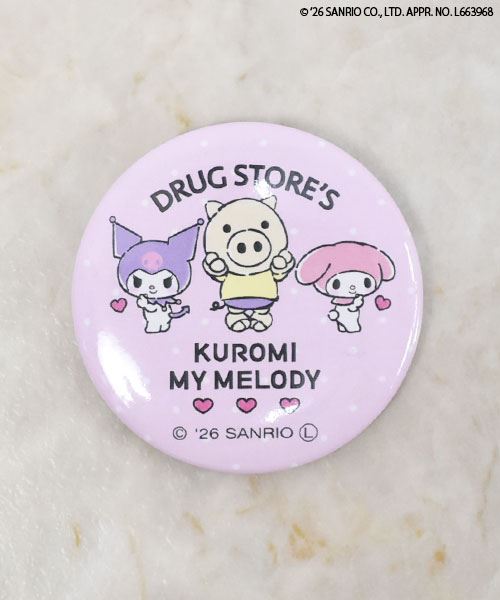 © '26 SANRIO CO., LTD. APPR. NO. L663968
DRUG STORE'S
KUROMI
MY MELODY
© '26 SANRIO Ⓛ